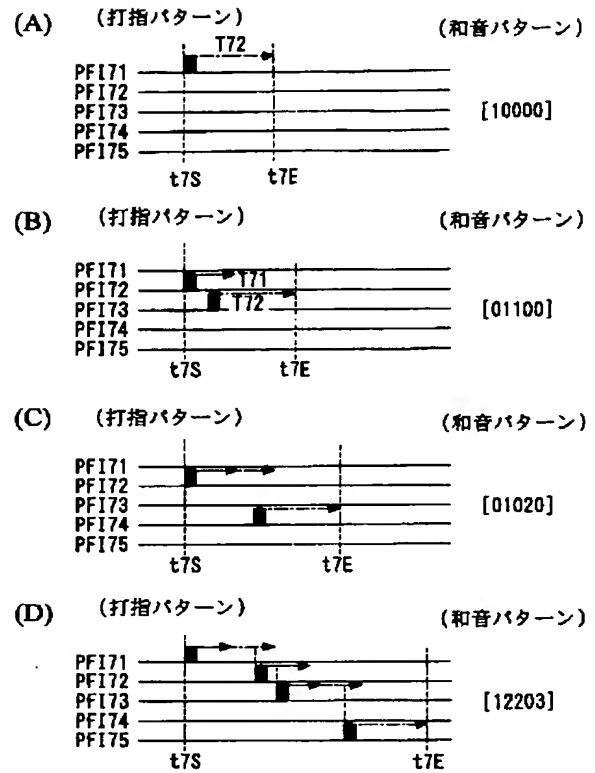 (A) (打指パターン) (和音パターン)
T72
PFI71
PFI72
PFI73
PFI74
PFI75
[10000]
t7S t7E
(B) (打指パターン) (和音パターン)
PFI71
T71
PFI72
T72
PFI73
PFI74
PFI75
[01100]
t7S t7E
(C) (打指パターン) (和音パターン)
PFI71
PFI72
PFI73
PFI74
PFI75
[01020]
t7S t7E
(D) (打指パターン) (和音パターン)
PFI71
PFI72
PFI73
PFI74
PFI75
[12203]
t7S t7E